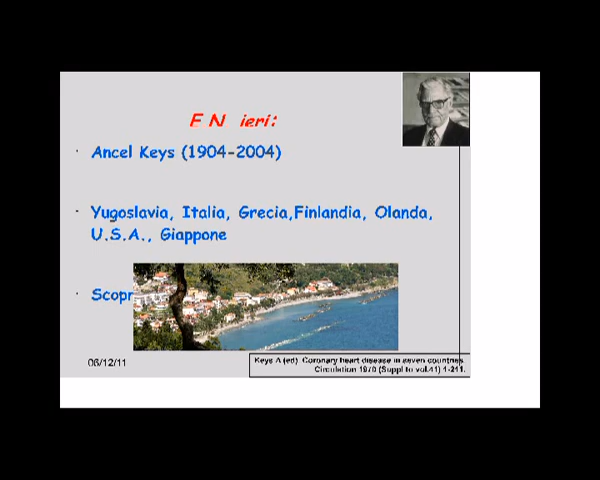 E N ieri:
Ancel Keys (1904-2004)
Yugoslavia, Italia, Grecia,Finlandia, Olanda,
U.S.A., Giappone
Scopr
06/12/11
Keys A (ed) Coronary heart disease in seven countries.
Circulation 1970 (Suppl to vol.41) 1-211.